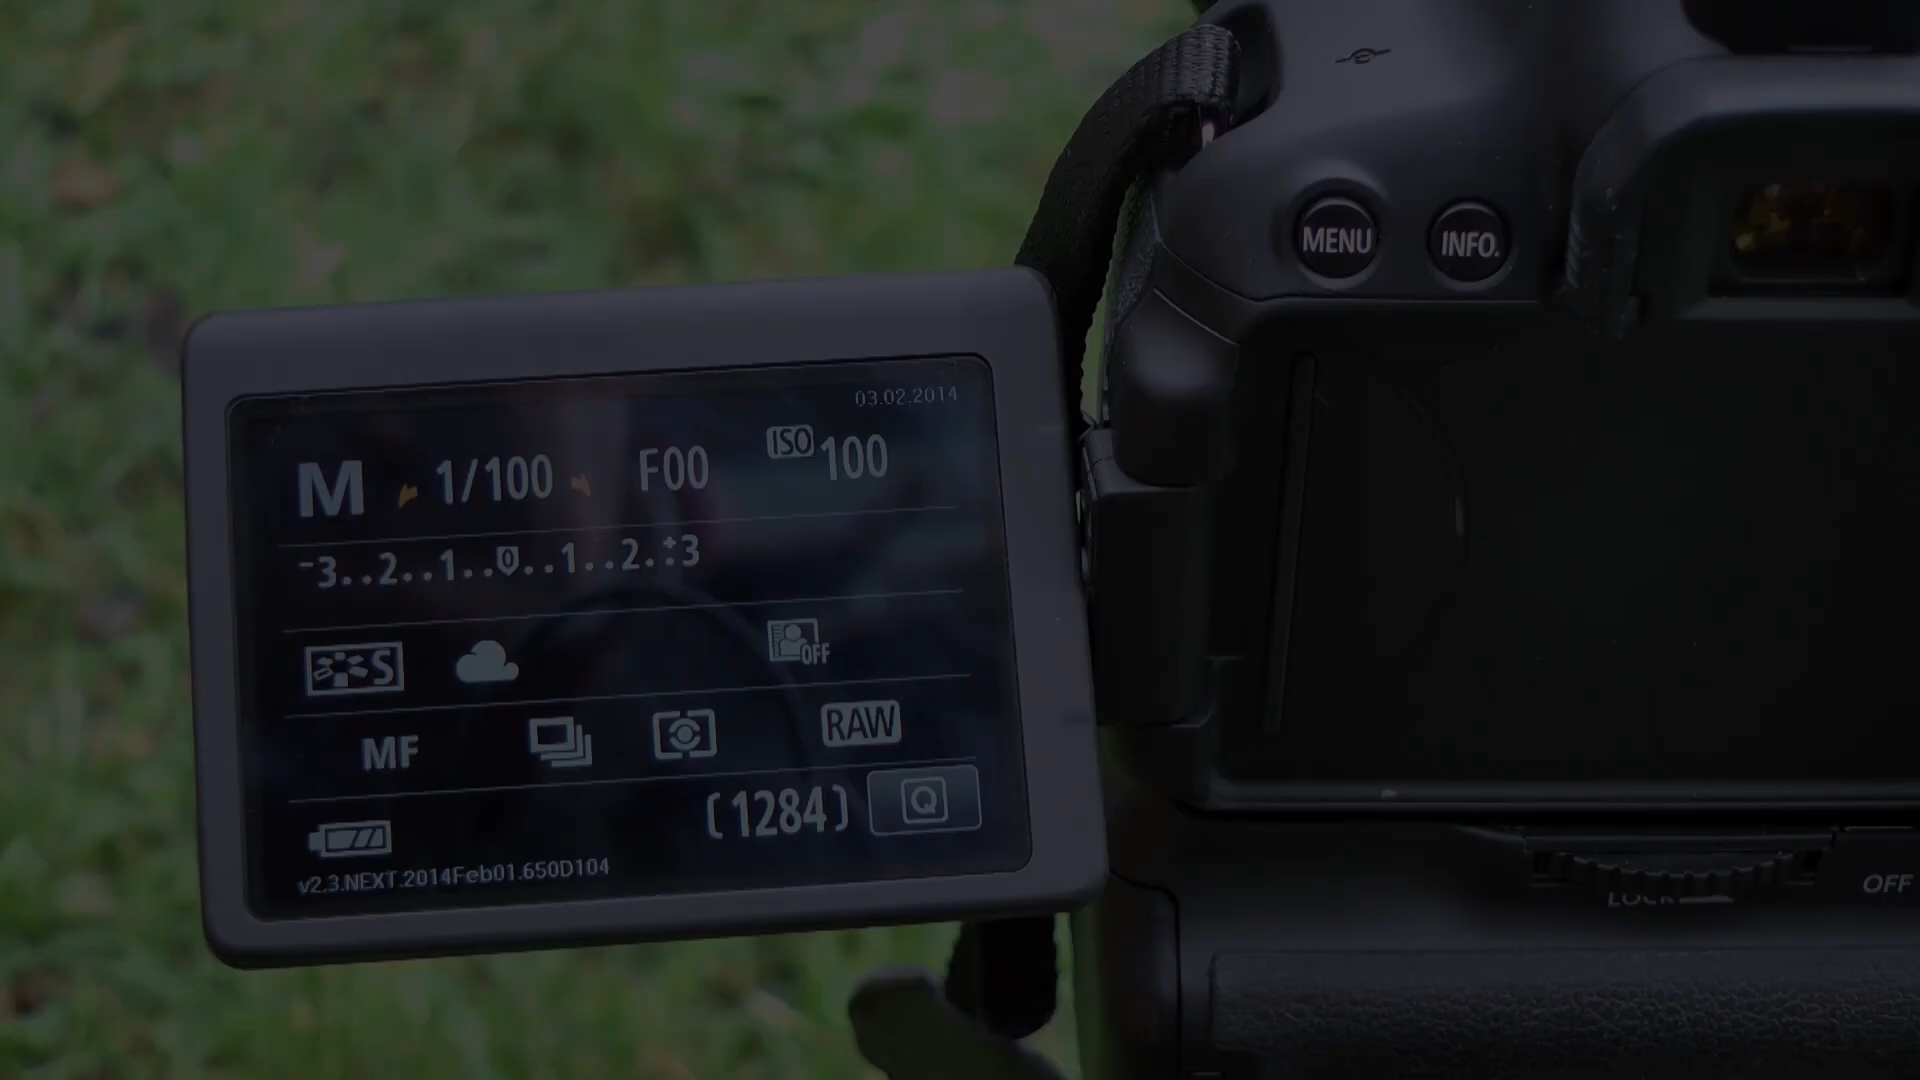 MENU INFO.
03.02.2014
M 1/100 F00 ISO 100
-3..2..1..0..1..2.:+3
S OFF
MF RAW
(1284) Q
v2.3.NEXT.2014Feb01.650D104
LOCK OFF